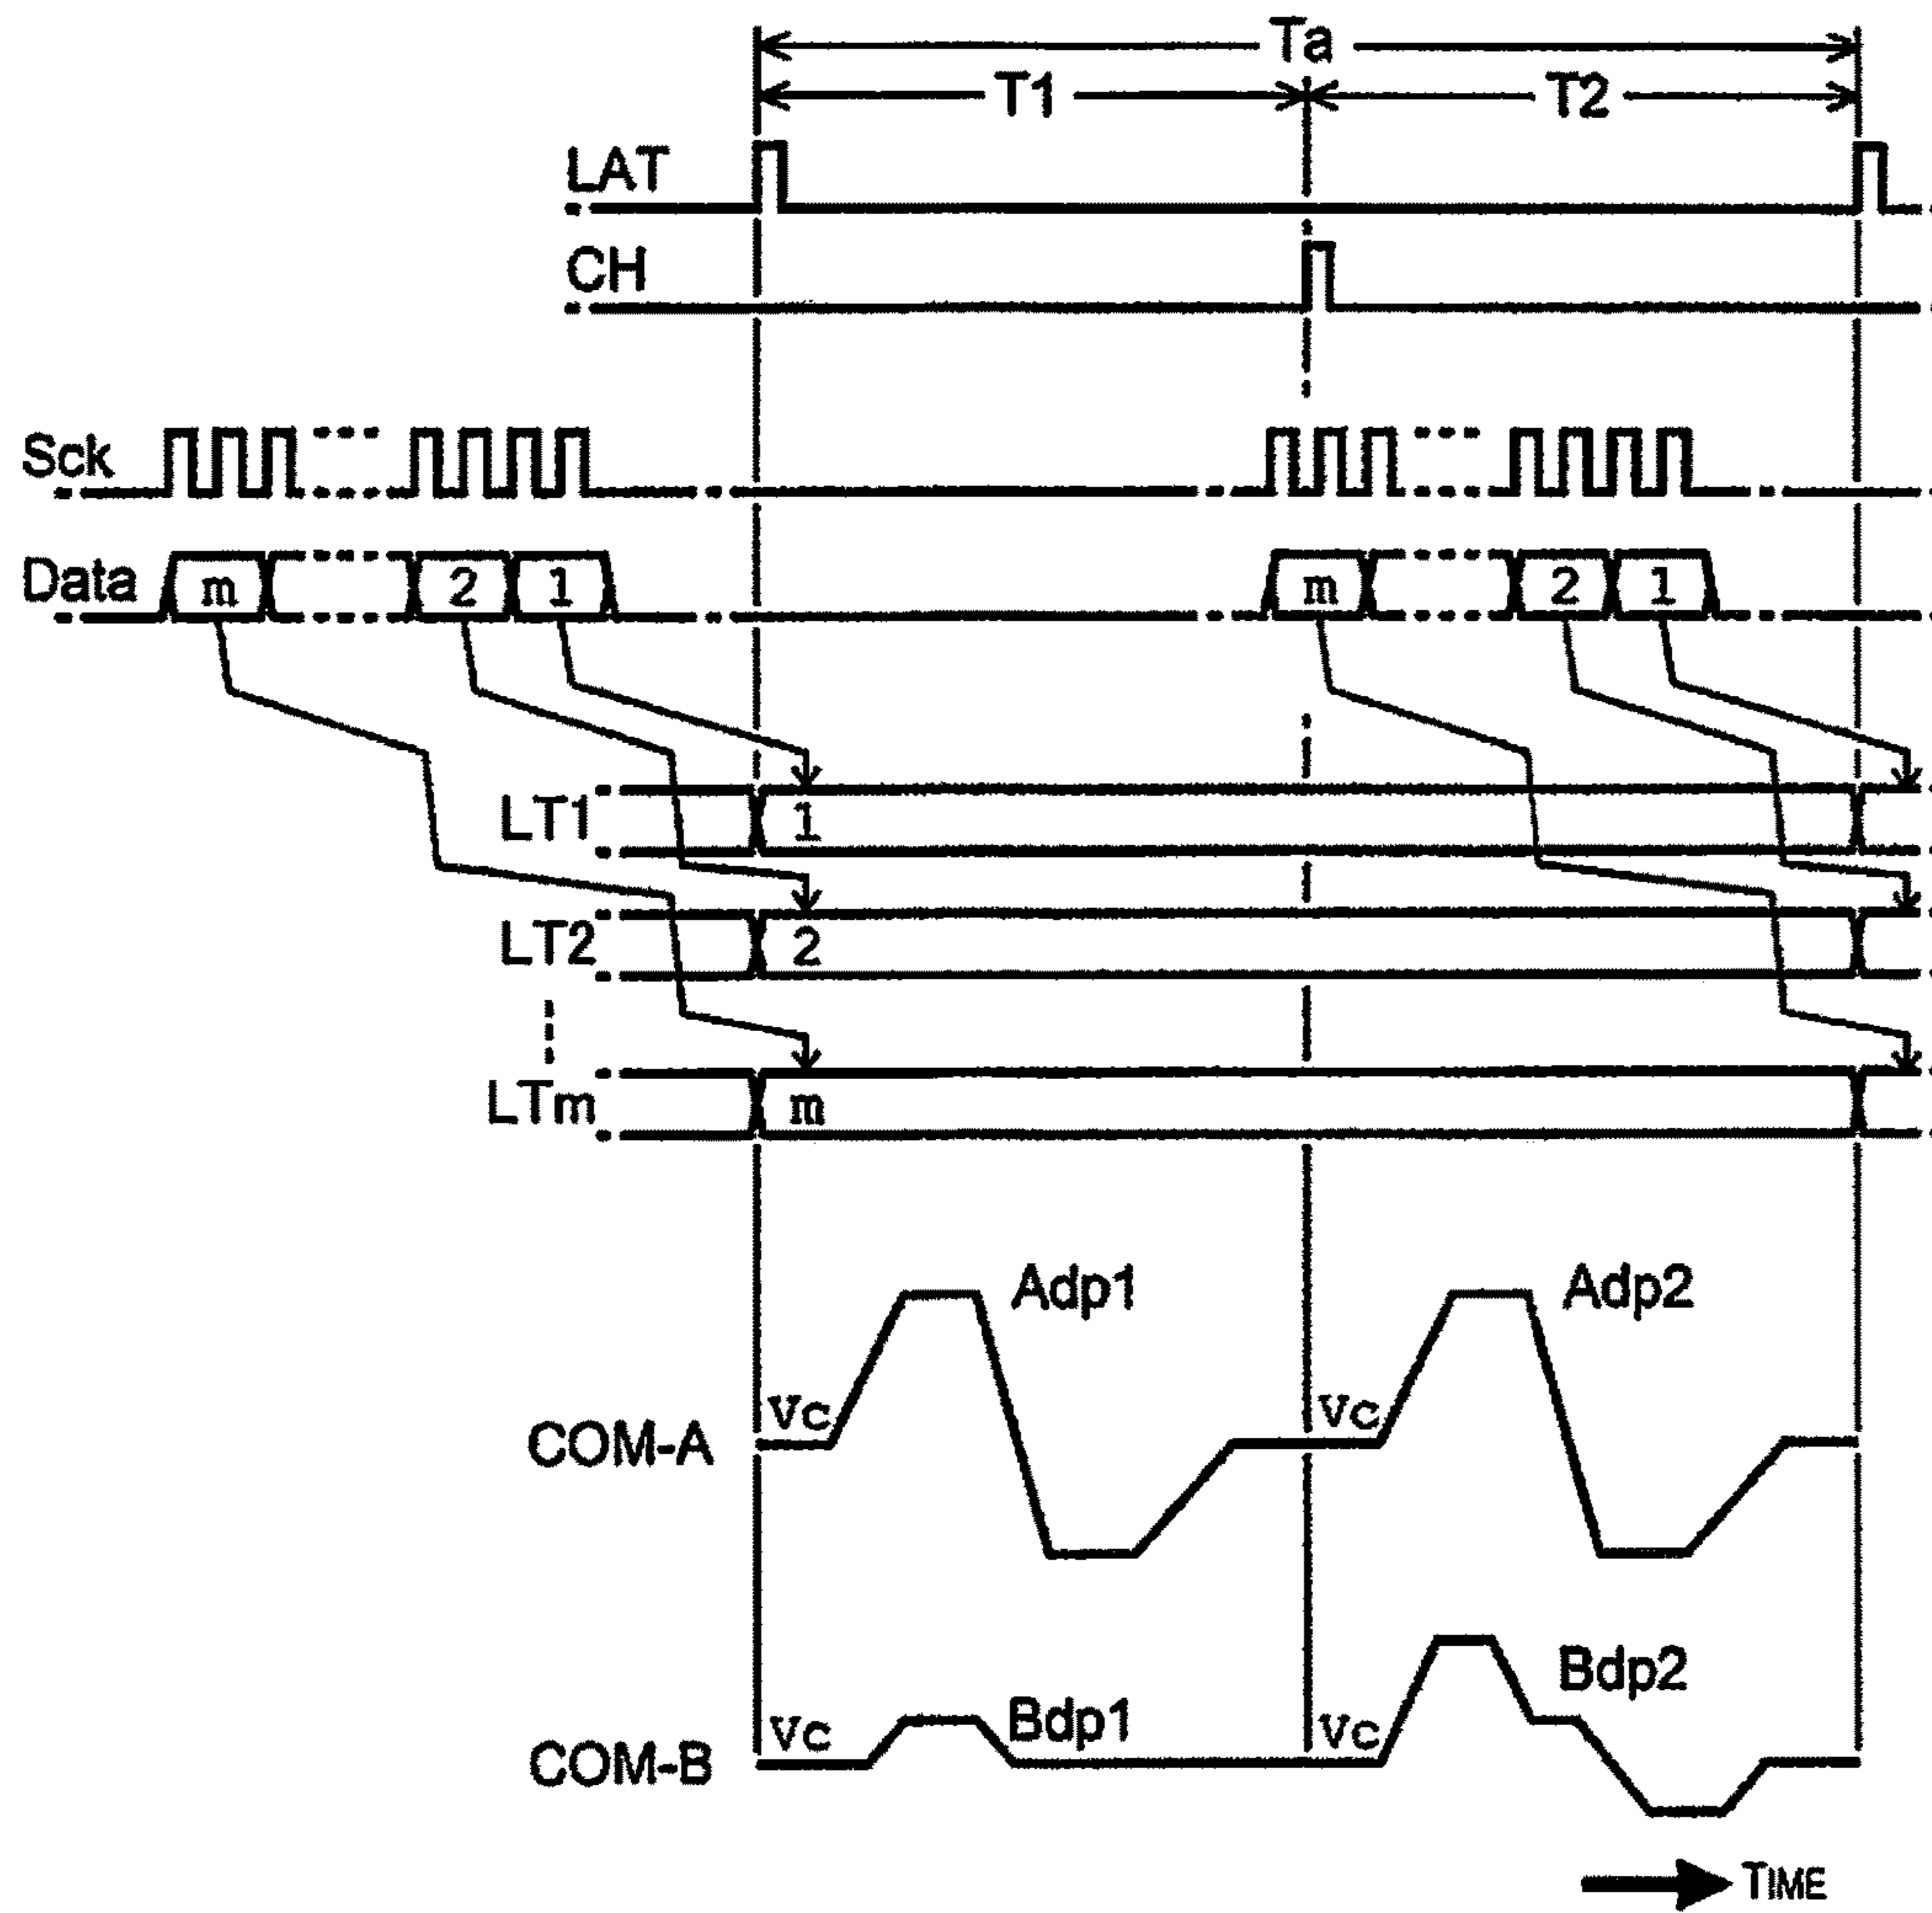 Ta
T1 T2
LAT
CH
Sck
Data m 2 1 m 2 1
LT1 1
LT2 2
LTm m
Adp1 Adp2
COM-A Vc Vc
Bdp1 Bdp2
COM-B Vc Vc
TIME